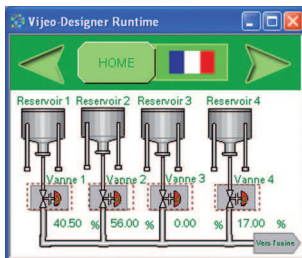 Vijeo-Designer Runtime
HOME
Reservoir 1 Reservoir 2 Reservoir 3 Reservoir 4
Vanne 1 Vanne 2 Vanne 3 Vanne 4
40.50 % 56.00 % 0.00 % 17.00 %
Vers l'usine